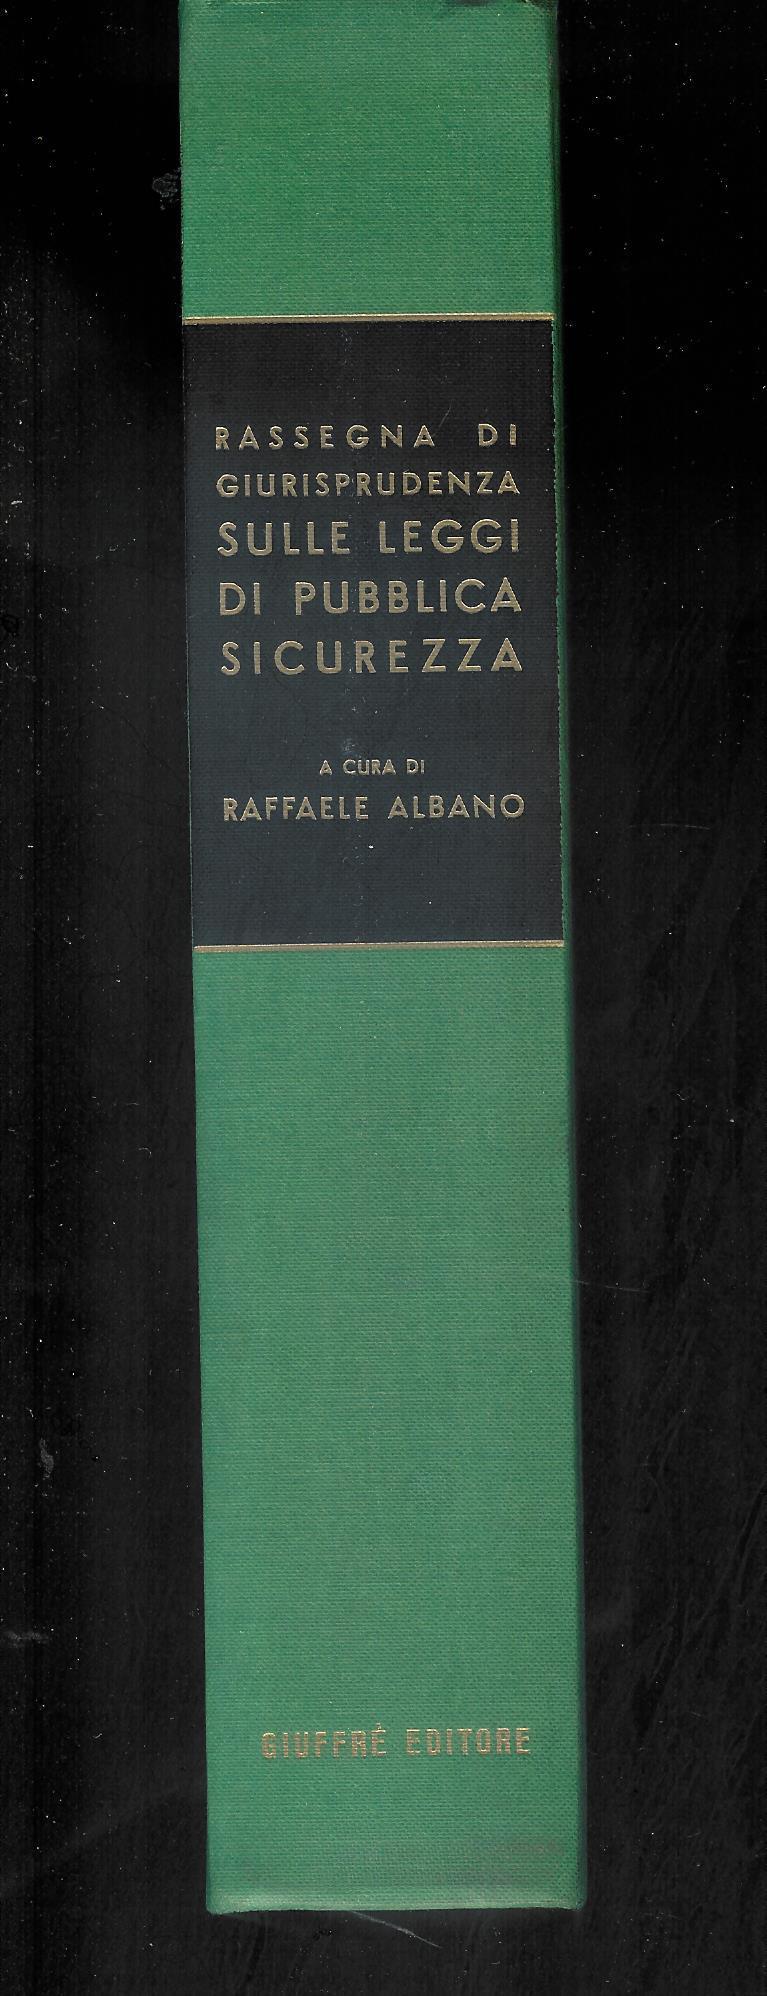 RASSEGNA DI
GIURISPRUDENZA
SULLE LEGGI
DI PUBBLICA
SICUREZZA
A CURA DI
RAFFAELE ALBANO
GIUFFRÉ EDITORE